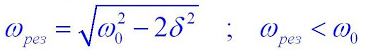 ω_рез = √(ω₀² − 2δ²) ; ω_рез < ω₀